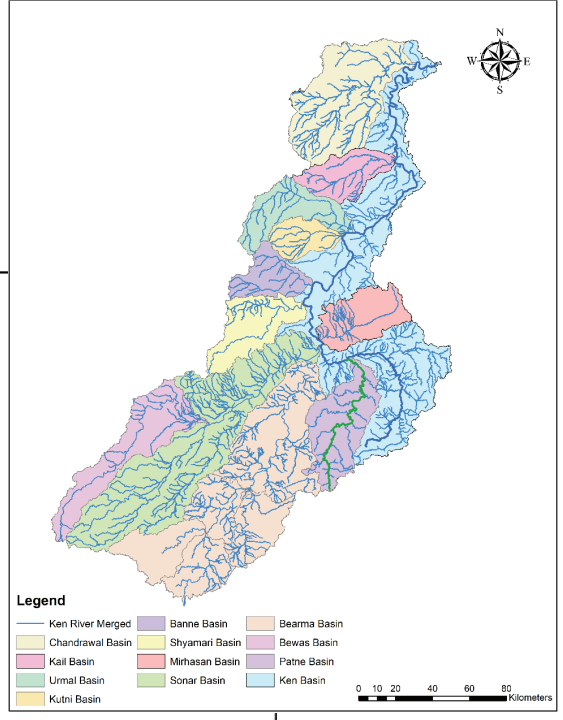 N
W E
S
Legend
Ken River Merged Banne Basin Bearma Basin
Chandrawal Basin Shyamari Basin Bewas Basin
Kail Basin Mirhasan Basin Patne Basin
Urmal Basin Sonar Basin Ken Basin
Kutni Basin
0 10 20 40 60 80
Kilometers